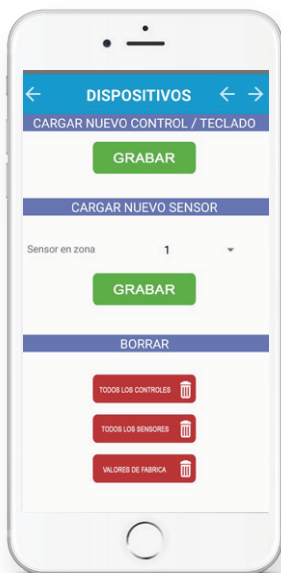 DISPOSITIVOS
CARGAR NUEVO CONTROL / TECLADO
GRABAR
CARGAR NUEVO SENSOR
Sensor en zona 1
GRABAR
BORRAR
TODOS LOS CONTROLES
TODOS LOS SENSORES
VALORES DE FABRICA